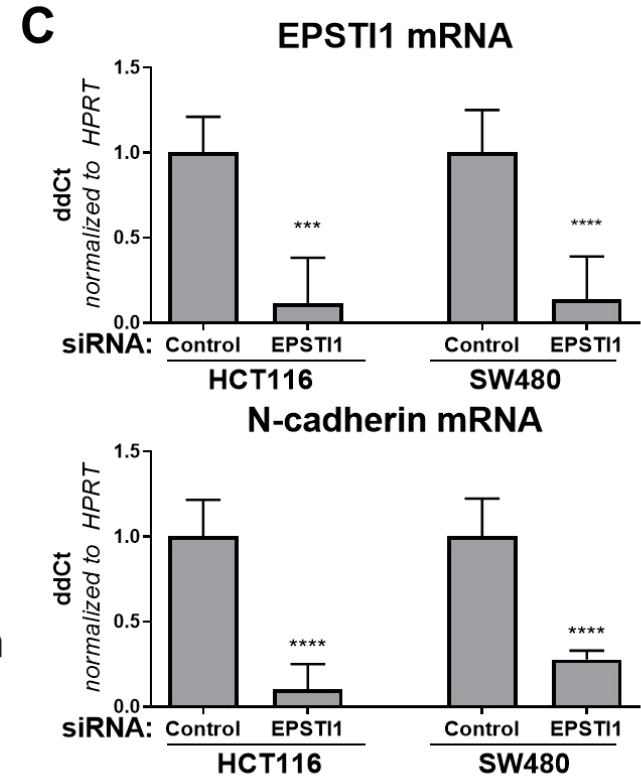 C
EPSTI1 mRNA
ddCt
normalized to HPRT
1.5
1.0
0.5
0.0
***
****
siRNA: Control EPSTI1 Control EPSTI1
HCT116 SW480
N-cadherin mRNA
ddCt
normalized to HPRT
1.5
1.0
0.5
0.0
****
****
siRNA: Control EPSTI1 Control EPSTI1
HCT116 SW480